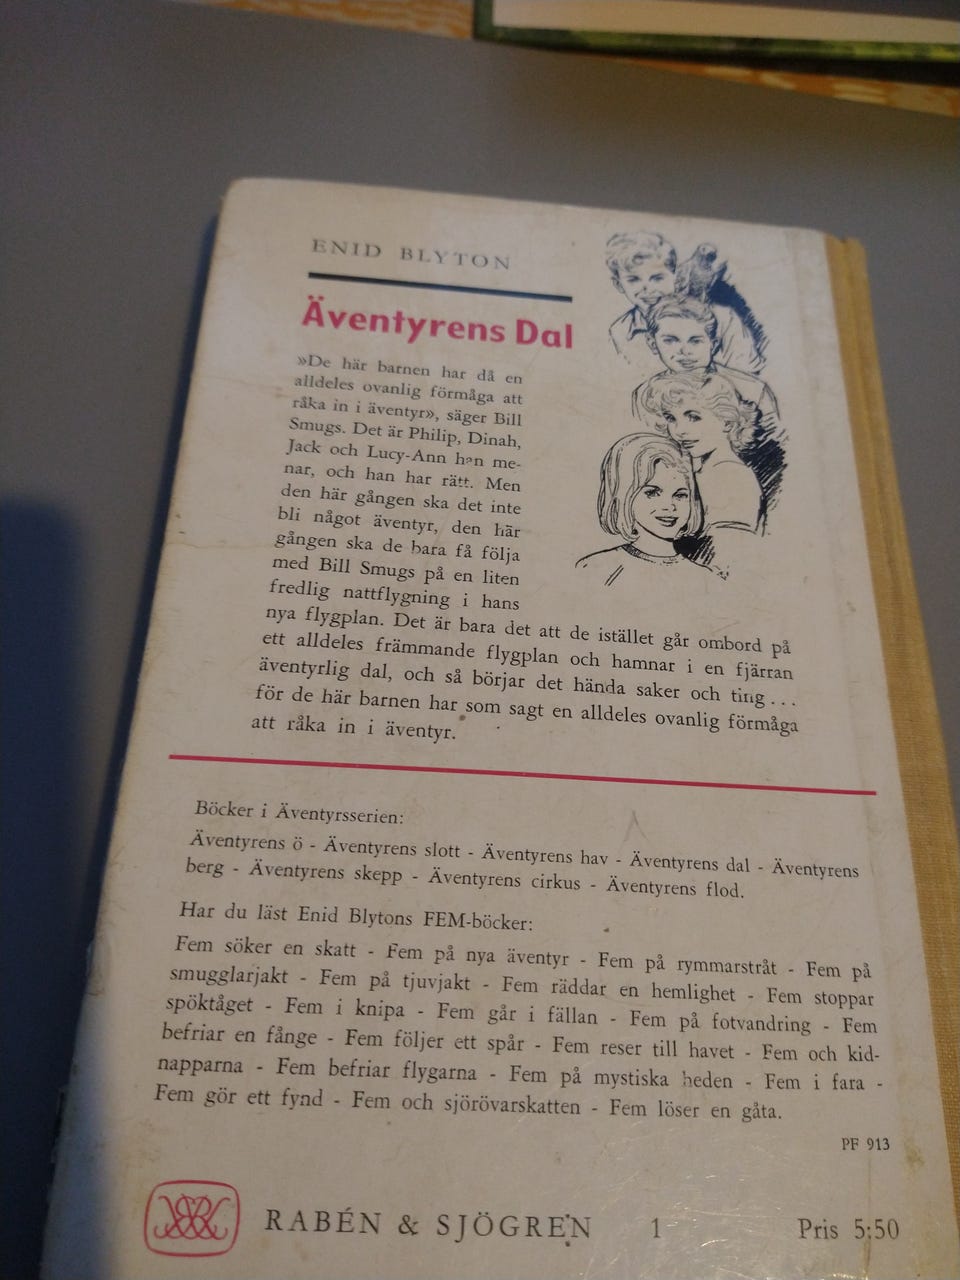 ENID BLYTON
Äventyrens Dal
»De här barnen har då en
alldeles ovanlig förmåga att
råka in i äventyr», säger Bill
Smugs. Det är Philip, Dinah,
Jack och Lucy-Ann han me-
nar, och han har rätt. Men
den här gången ska det inte
bli något äventyr, den här
gången ska de bara få följa
med Bill Smugs på en liten
fredlig nattflygning i hans
nya flygplan. Det är bara det att de istället går ombord på
ett alldeles främmande flygplan och hamnar i en fjärran
äventyrlig dal, och så börjar det hända saker och ting...
för de här barnen har som sagt en alldeles ovanlig förmåga
att råka in i äventyr.
Böcker i Äventyrsserien:
Äventyrens ö - Äventyrens slott - Äventyrens hav - Äventyrens dal - Äventyrens
berg - Äventyrens skepp - Äventyrens cirkus - Äventyrens flod.
Har du läst Enid Blytons FEM-böcker:
Fem söker en skatt - Fem på nya äventyr - Fem på rymmarstråt - Fem på
smugglarjakt - Fem på tjuvjakt - Fem räddar en hemlighet - Fem stoppar
spöktåget - Fem i knipa - Fem går i fällan - Fem på fotvandring - Fem
befriar en fånge - Fem följer ett spår - Fem reser till havet - Fem och kid-
napparna - Fem befriar flygarna - Fem på mystiska heden - Fem i fara -
Fem gör ett fynd - Fem och sjörövarskatten - Fem löser en gåta.
PF 913
RABÉN & SJÖGREN 1 Pris 5:50